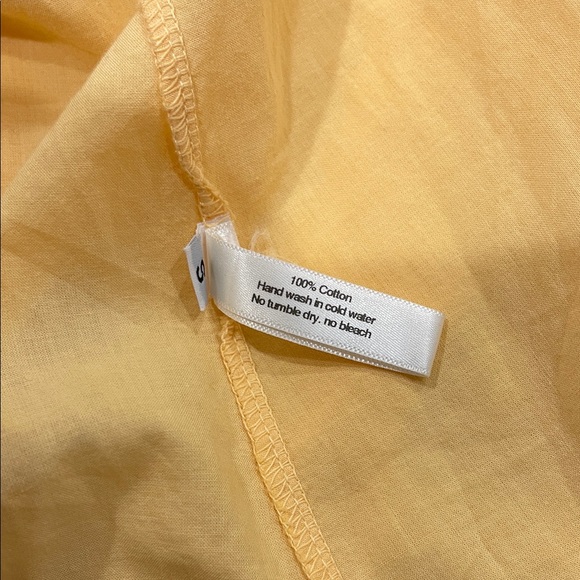 S
100% Cotton
Hand wash in cold water
No tumble dry. no bleach